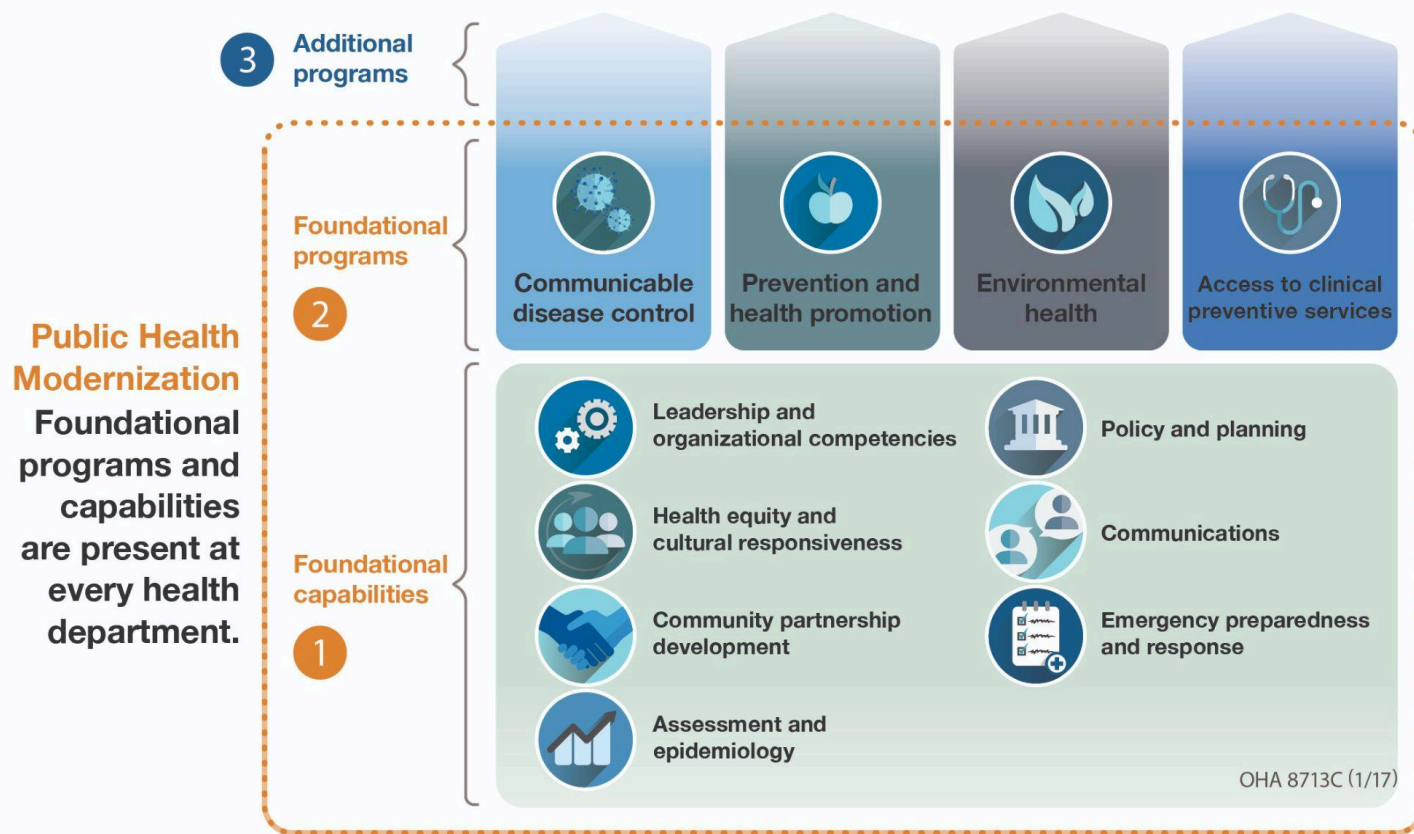 3
Additional
programs
Foundational
programs
2
Communicable
disease control
Prevention and
health promotion
Environmental
health
Access to clinical
preventive services
Public Health
Modernization
Foundational
programs and
capabilities
are present at
every health
department.
Foundational
capabilities
1
Leadership and
organizational competencies
Health equity and
cultural responsiveness
Community partnership
development
Assessment and
epidemiology
Policy and planning
Communications
Emergency preparedness
and response
OHA 8713C (1/17)